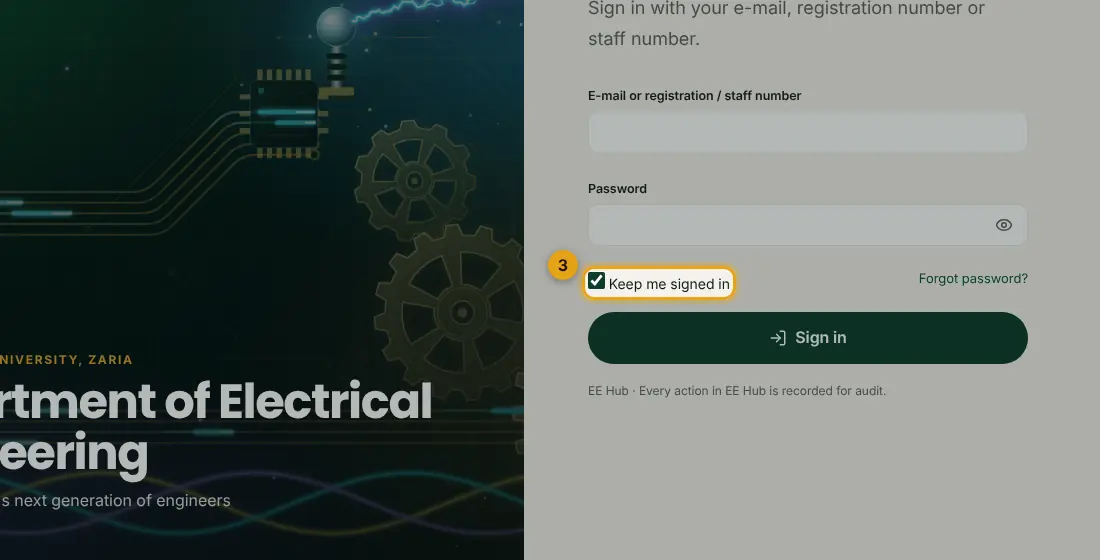 NIVERSITY, ZARIA
rtment of Electrical
eering
s next generation of engineers
Sign in with your e-mail, registration number or
staff number.
E-mail or registration / staff number
Password
3
Keep me signed in
Forgot password?
Sign in
EE Hub · Every action in EE Hub is recorded for audit.